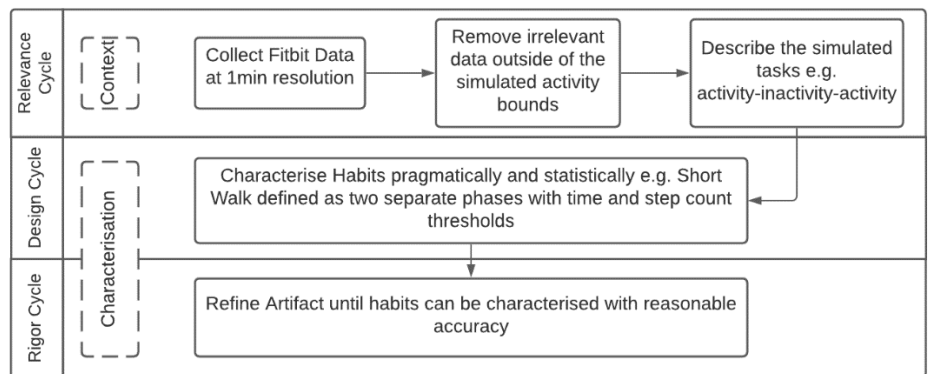 Relevance
Cycle
Context
Collect Fitbit Data
at 1min resolution
Remove irrelevant
data outside of the
simulated activity
bounds
Describe the simulated
tasks e.g.
activity-inactivity-activity
Design Cycle
Characterisation
Characterise Habits pragmatically and statistically e.g. Short
Walk defined as two separate phases with time and step count
thresholds
Rigor Cycle
Refine Artifact until habits can be characterised with reasonable
accuracy